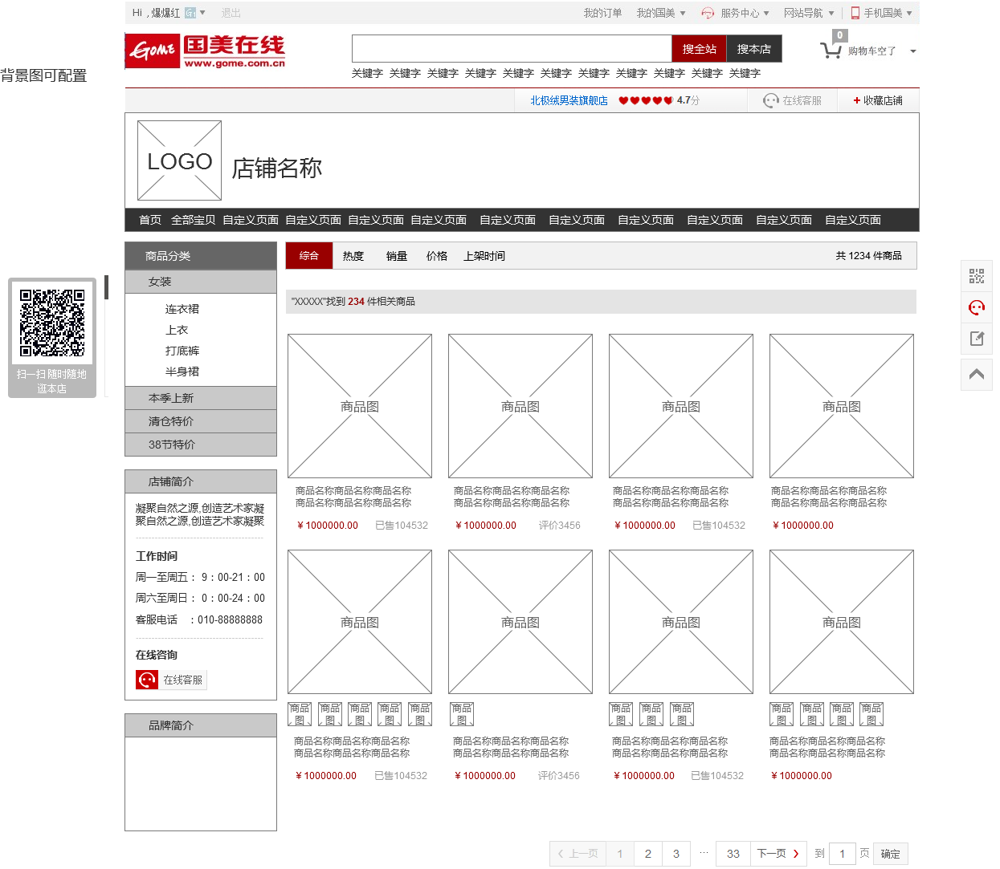 Hi , 爆爆红 G1 退出 我的订单 我的国美 服务中心 网站导航 手机国美
Gome 国美在线
www.gome.com.cn
搜全站 搜本店 0 购物车空了
关键字 关键字 关键字 关键字 关键字 关键字 关键字 关键字 关键字 关键字 关键字
背景图可配置
北极绒男装旗舰店 4.7分 在线客服 + 收藏店铺
LOGO 店铺名称
首页 全部宝贝 自定义页面 自定义页面 自定义页面 自定义页面 自定义页面 自定义页面 自定义页面 自定义页面 自定义页面 自定义页面
商品分类
女装
连衣裙
上衣
打底裤
半身裙
本季上新
清仓特价
38节特价
扫一扫 随时随地
逛本店
店铺简介
凝聚自然之源,创造艺术家凝
聚自然之源,创造艺术家凝聚
工作时间
周一至周五： 9：00-21：00
周六至周日： 0：00-24：00
客服电话 ：010-88888888
在线咨询
在线客服
品牌简介
综合 热度 销量 价格 上架时间 共 1234 件商品
"XXXXX"找到 234 件相关商品
商品图 商品图 商品图 商品图
商品名称商品名称商品名称 商品名称商品名称商品名称 商品名称商品名称商品名称 商品名称商品名称商品名称
商品名称商品名称商品名称 商品名称商品名称商品名称 商品名称商品名称商品名称 商品名称商品名称商品名称
¥ 1000000.00 已售104532 ¥ 1000000.00 评价3456 ¥ 1000000.00 已售104532 ¥ 1000000.00
商品图 商品图 商品图 商品图
商品 商品 商品 商品 商品 商品 商品 商品 商品 商品 商品 商品 商品
图 图 图 图 图 图 图 图 图 图 图 图 图
商品名称商品名称商品名称 商品名称商品名称商品名称 商品名称商品名称商品名称 商品名称商品名称商品名称
商品名称商品名称商品名称 商品名称商品名称商品名称 商品名称商品名称商品名称 商品名称商品名称商品名称
¥ 1000000.00 已售104532 ¥ 1000000.00 评价3456 ¥ 1000000.00 已售104532 ¥ 1000000.00
上一页 1 2 3 ... 33 下一页 到 1 页 确定